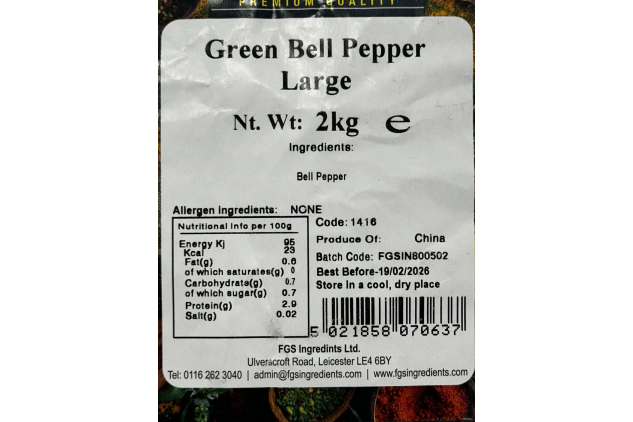 PREMIUM QUALITY
Green Bell Pepper
Large
Nt. Wt: 2kg e
Ingredients:
Bell Pepper
Allergen Ingredients: NONE
Nutritional Info per 100g
Energy Kj 95
Kcal 23
Fat(g) 0.6
of which saturates(g) 0
Carbohydrate(g) 0.7
of which sugar(g) 0.7
Protein(g) 2.9
Salt(g) 0.02
Code: 1416
Produce Of: China
Batch Code: FGSIN800502
Best Before-19/02/2026
Store in a cool, dry place
5 021858 070637
FGS Ingredints Ltd.
Ulverscroft Road, Leicester LE4 6BY
Tel: 0116 262 3040 | admin@fgsingredients.com | www.fgsingredients.com